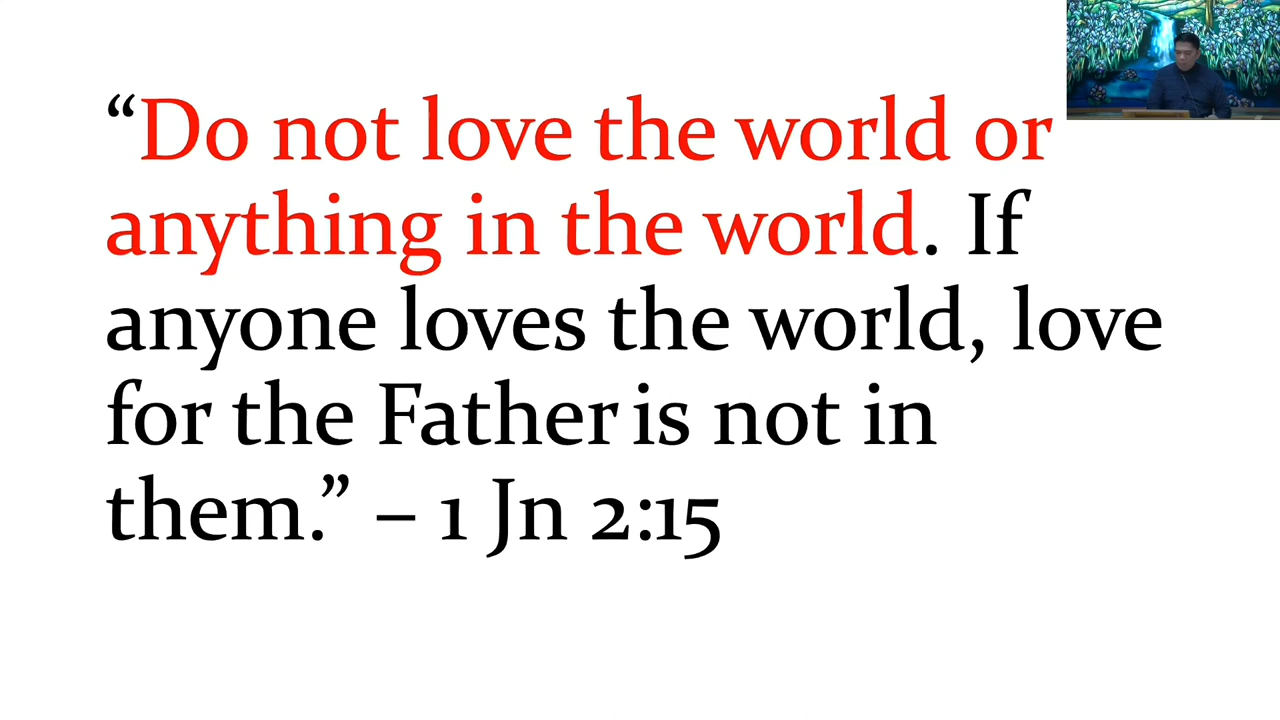 “Do not love the world or
anything in the world. If
anyone loves the world, love
for the Father is not in
them.” – 1 Jn 2:15